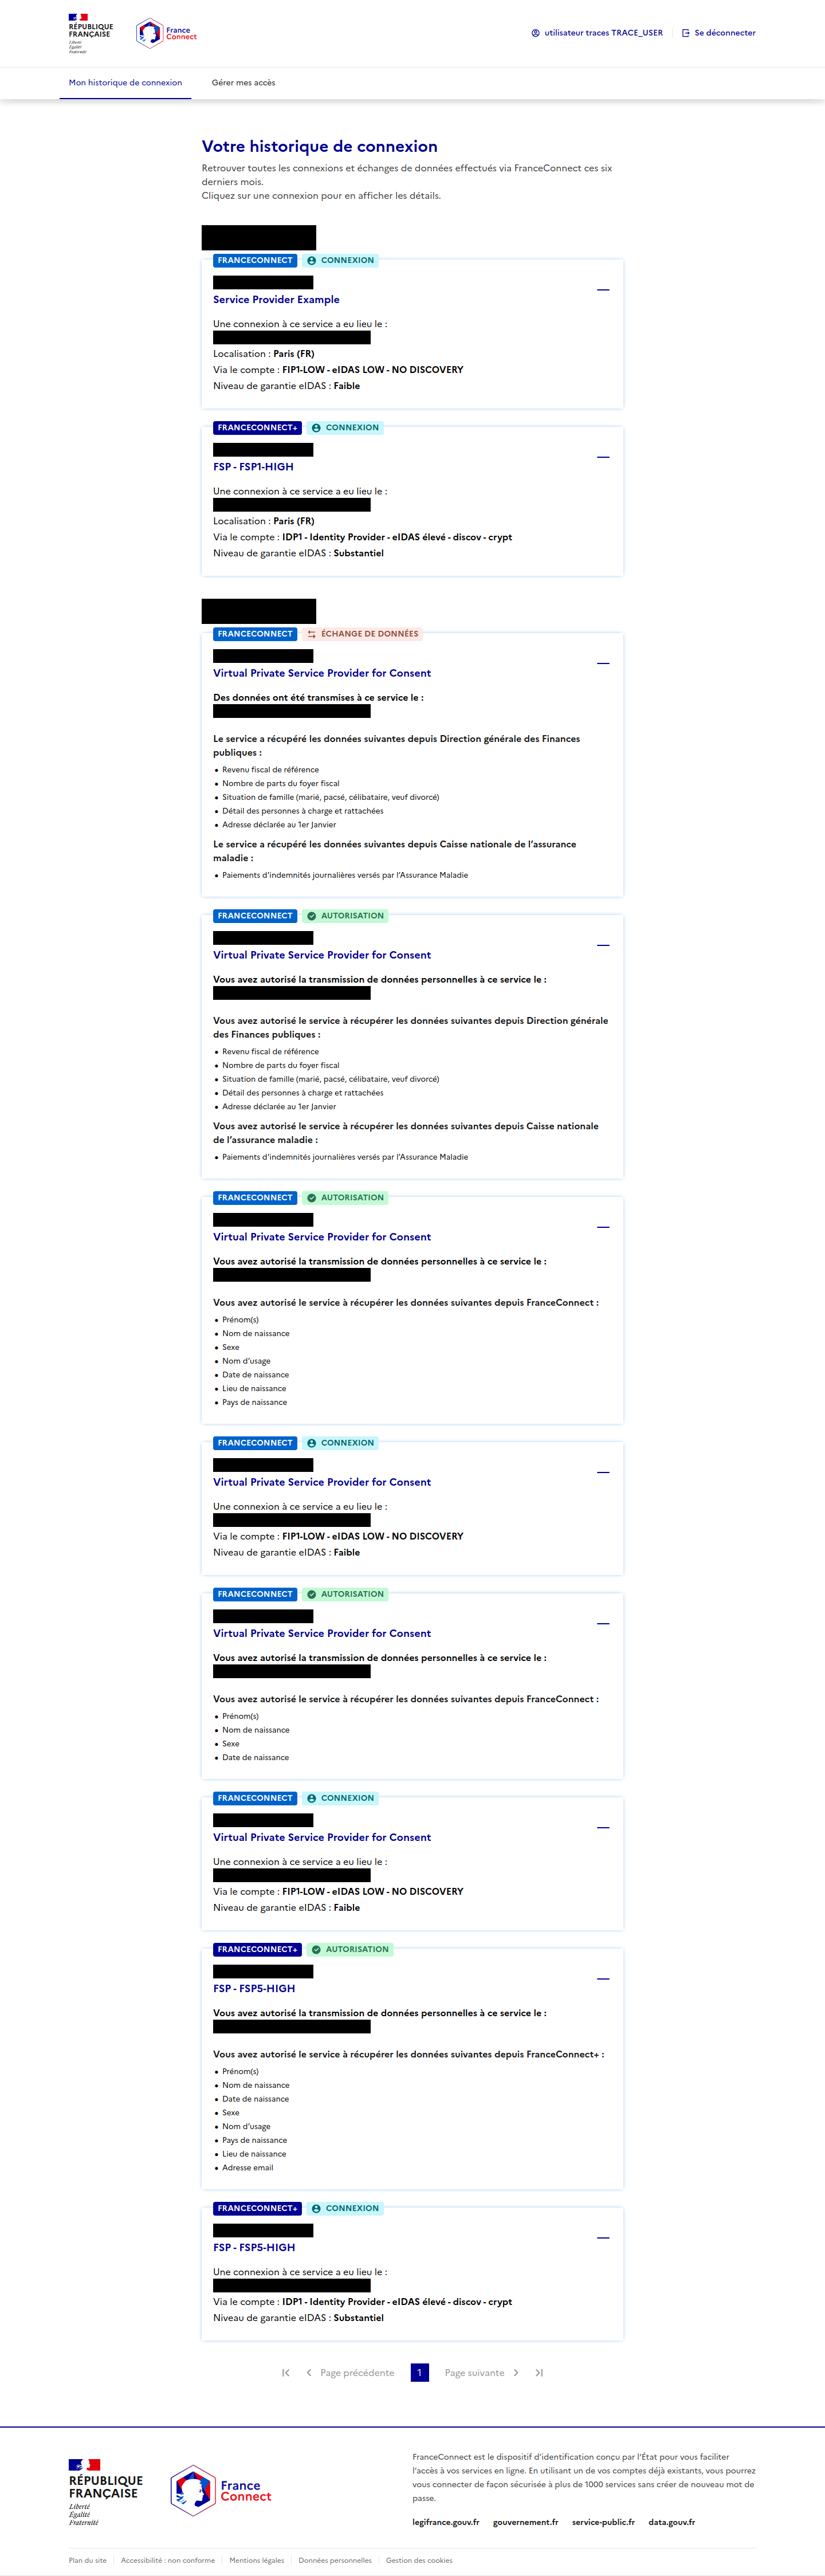 RÉPUBLIQUE
FRANÇAISE
Liberté
Égalité
Fraternité
France
Connect
utilisateur traces TRACE_USER
Se déconnecter
Mon historique de connexion
Gérer mes accès
Votre historique de connexion
Retrouver toutes les connexions et échanges de données effectués via FranceConnect ces six
derniers mois.
Cliquez sur une connexion pour en afficher les détails.
FRANCECONNECT CONNEXION
Service Provider Example
Une connexion à ce service a eu lieu le :
Localisation : Paris (FR)
Via le compte : FIP1-LOW - eIDAS LOW - NO DISCOVERY
Niveau de garantie eIDAS : Faible
FRANCECONNECT+ CONNEXION
FSP - FSP1-HIGH
Une connexion à ce service a eu lieu le :
Localisation : Paris (FR)
Via le compte : IDP1 - Identity Provider - eIDAS élevé - discov - crypt
Niveau de garantie eIDAS : Substantiel
FRANCECONNECT ÉCHANGE DE DONNÉES
Virtual Private Service Provider for Consent
Des données ont été transmises à ce service le :
Le service a récupéré les données suivantes depuis Direction générale des Finances
publiques :
• Revenu fiscal de référence
• Nombre de parts du foyer fiscal
• Situation de famille (marié, pacsé, célibataire, veuf divorcé)
• Détail des personnes à charge et rattachées
• Adresse déclarée au 1er Janvier
Le service a récupéré les données suivantes depuis Caisse nationale de l’assurance
maladie :
• Paiements d’indemnités journalières versés par l’Assurance Maladie
FRANCECONNECT AUTORISATION
Virtual Private Service Provider for Consent
Vous avez autorisé la transmission de données personnelles à ce service le :
Vous avez autorisé le service à récupérer les données suivantes depuis Direction générale
des Finances publiques :
• Revenu fiscal de référence
• Nombre de parts du foyer fiscal
• Situation de famille (marié, pacsé, célibataire, veuf divorcé)
• Détail des personnes à charge et rattachées
• Adresse déclarée au 1er Janvier
Vous avez autorisé le service à récupérer les données suivantes depuis Caisse nationale
de l’assurance maladie :
• Paiements d’indemnités journalières versés par l’Assurance Maladie
FRANCECONNECT AUTORISATION
Virtual Private Service Provider for Consent
Vous avez autorisé la transmission de données personnelles à ce service le :
Vous avez autorisé le service à récupérer les données suivantes depuis FranceConnect :
• Prénom(s)
• Nom de naissance
• Sexe
• Nom d’usage
• Date de naissance
• Lieu de naissance
• Pays de naissance
FRANCECONNECT CONNEXION
Virtual Private Service Provider for Consent
Une connexion à ce service a eu lieu le :
Via le compte : FIP1-LOW - eIDAS LOW - NO DISCOVERY
Niveau de garantie eIDAS : Faible
FRANCECONNECT AUTORISATION
Virtual Private Service Provider for Consent
Vous avez autorisé la transmission de données personnelles à ce service le :
Vous avez autorisé le service à récupérer les données suivantes depuis FranceConnect :
• Prénom(s)
• Nom de naissance
• Sexe
• Date de naissance
FRANCECONNECT CONNEXION
Virtual Private Service Provider for Consent
Une connexion à ce service a eu lieu le :
Via le compte : FIP1-LOW - eIDAS LOW - NO DISCOVERY
Niveau de garantie eIDAS : Faible
FRANCECONNECT+ AUTORISATION
FSP - FSP5-HIGH
Vous avez autorisé la transmission de données personnelles à ce service le :
Vous avez autorisé le service à récupérer les données suivantes depuis FranceConnect+ :
• Prénom(s)
• Nom de naissance
• Date de naissance
• Sexe
• Nom d’usage
• Pays de naissance
• Lieu de naissance
• Adresse email
FRANCECONNECT+ CONNEXION
FSP - FSP5-HIGH
Une connexion à ce service a eu lieu le :
Via le compte : IDP1 - Identity Provider - eIDAS élevé - discov - crypt
Niveau de garantie eIDAS : Substantiel
Page précédente 1 Page suivante
RÉPUBLIQUE
FRANÇAISE
Liberté
Égalité
Fraternité
France
Connect
FranceConnect est le dispositif d’identification conçu par l’État pour vous faciliter
l’accès à vos services en ligne. En utilisant un de vos comptes déjà existants, vous pourrez
vous connecter de façon sécurisée à plus de 1000 services sans créer de nouveau mot de
passe.
legifrance.gouv.fr gouvernement.fr service-public.fr data.gouv.fr
Plan du site Accessibilité : non conforme Mentions légales Données personnelles Gestion des cookies